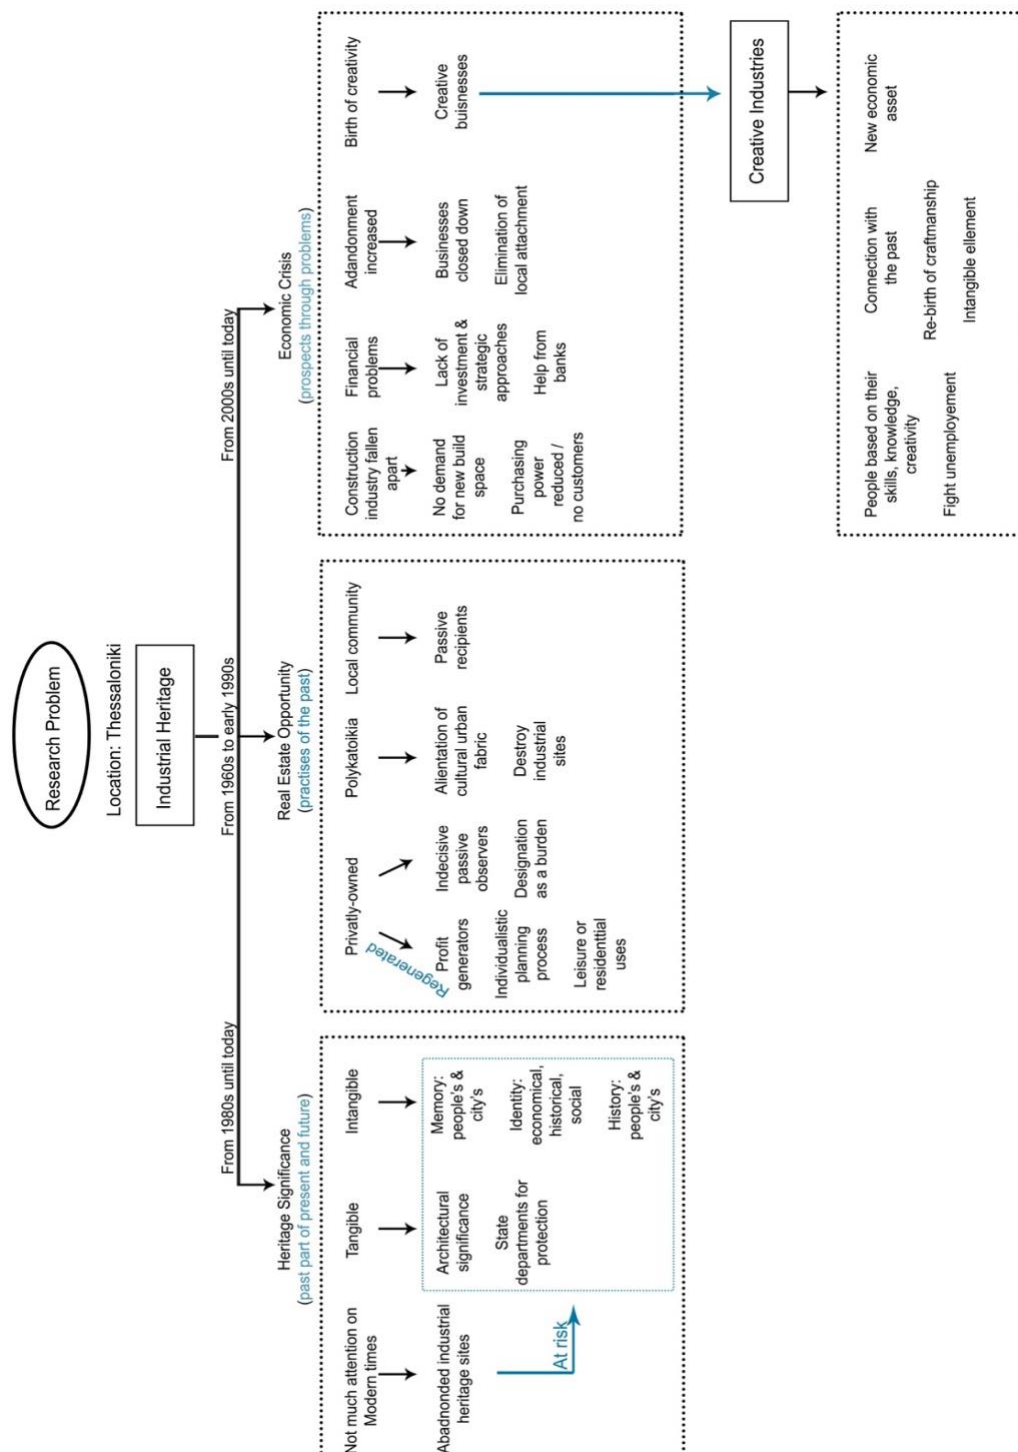 Research Problem
Location: Thessaloniki
Industrial Heritage
From 1980s until today
From 1960s to early 1990s
From 2000s until today
Heritage Significance
(past part of present and future)
Not much attention on
Modern times
Abadnonded industrial
heritage sites
At risk
Tangible
Architectural
significance
State
departments for
protection
Intangible
Memory:
people's &
city's
Identity:
economical,
historical,
social
History:
people's &
city's
Real Estate Opportunity
(practises of the past)
Privatly-owned
Regenerated
Profit
generators
Individualistic
planning
process
Leisure or
residenttial
uses
Indecisive
passive
observers
Designation
as a burden
Polykatoikia
Alientation of
cultural urban
fabric
Destroy
industrial
sites
Local community
Passive
recipients
Economic Crisis
(prospects through problems)
Construction
industry fallen
apart
No demand
for new build
space
Purchasing
power
reduced /
no customers
Financial
problems
Lack of
investment &
strategic
approaches
Help from
banks
Adandonment
increased
Businesses
closed down
Elimination of
local attachment
Birth of creativity
Creative
buisnesses
Creative Industries
People based on their
skills, knowledge,
creativity
Fight unemployement
Connection with
the past
Re-birth of craftmanship
Intangible ellement
New economic
asset